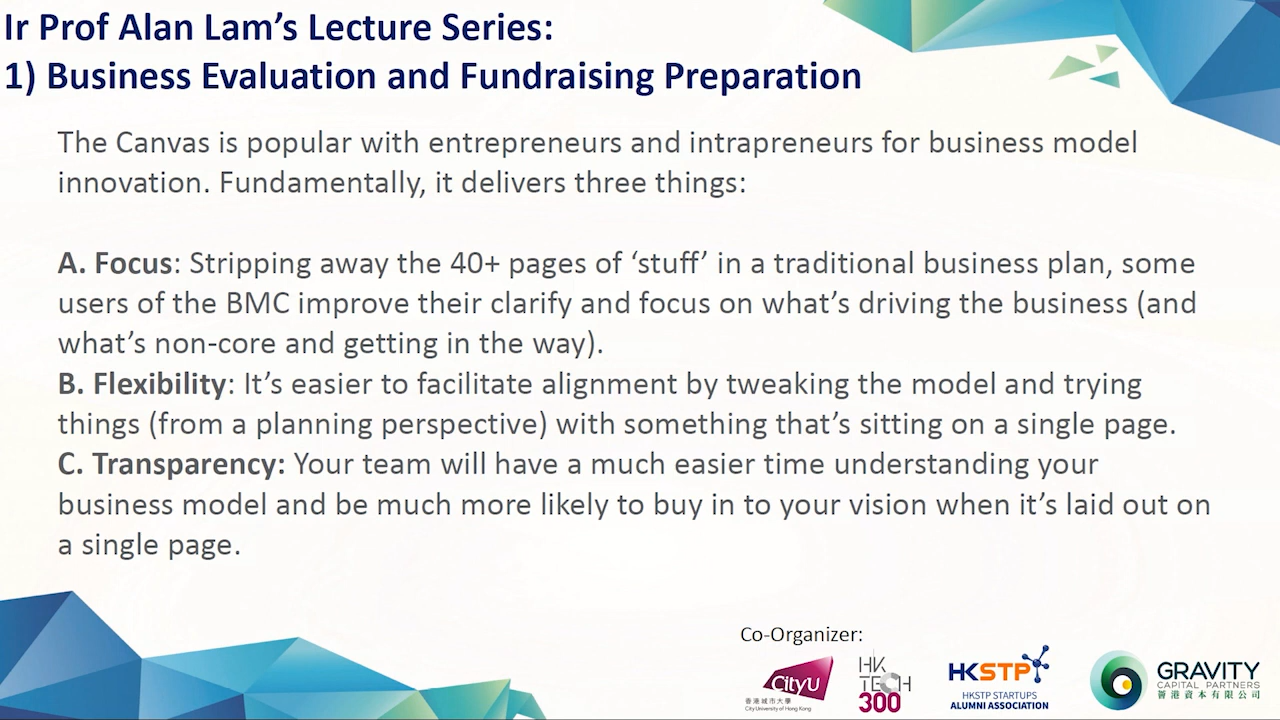 Ir Prof Alan Lam’s Lecture Series:
1) Business Evaluation and Fundraising Preparation
The Canvas is popular with entrepreneurs and intrapreneurs for business model
innovation. Fundamentally, it delivers three things:
A. Focus: Stripping away the 40+ pages of ‘stuff’ in a traditional business plan, some
users of the BMC improve their clarify and focus on what’s driving the business (and
what’s non-core and getting in the way).
B. Flexibility: It’s easier to facilitate alignment by tweaking the model and trying
things (from a planning perspective) with something that’s sitting on a single page.
C. Transparency: Your team will have a much easier time understanding your
business model and be much more likely to buy in to your vision when it’s laid out on
a single page.
Co-Organizer:
CityU
香港城市大學
City University of Hong Kong
HK
TECH
300
HKSTP
HKSTP STARTUPS
ALUMNI ASSOCIATION
GRAVITY
CAPITAL PARTNERS
港資本有限公司